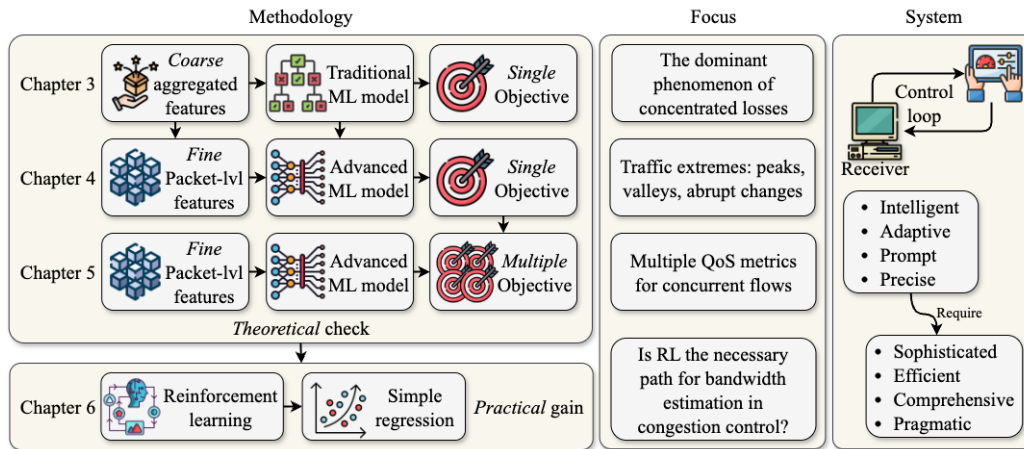 Methodology
Focus
System
Chapter 3
Coarse
aggregated
features
Traditional
ML model
Single
Objective
The dominant
phenomenon of
concentrated losses
Control
loop
Receiver
Chapter 4
Fine
Packet-lvl
features
Advanced
ML model
Single
Objective
Traffic extremes: peaks,
valleys, abrupt changes
• Intelligent
• Adaptive
• Prompt
• Precise
Chapter 5
Fine
Packet-lvl
features
Advanced
ML model
Multiple
Objective
Multiple QoS metrics
for concurrent flows
Theoretical check
Require
Chapter 6
Reinforcement
learning
Simple
regression
Practical gain
Is RL the necessary
path for bandwidth
estimation in
congestion control?
• Sophisticated
• Efficient
• Comprehensive
• Pragmatic